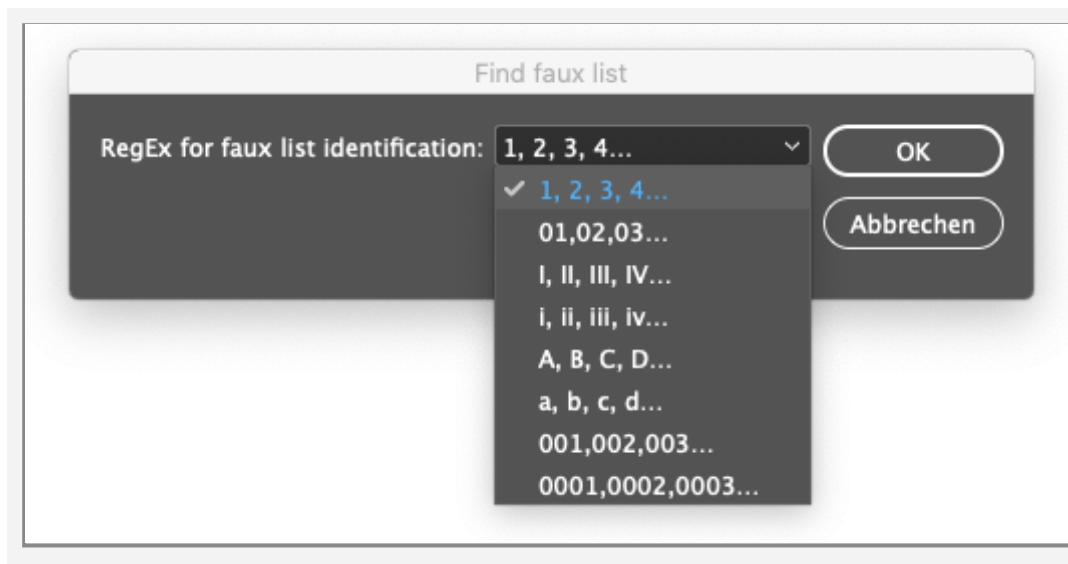 Find faux list
RegEx for faux list identification: 1, 2, 3, 4... OK
1, 2, 3, 4...
01,02,03... Abbrechen
I, II, III, IV...
i, ii, iii, iv...
A, B, C, D...
a, b, c, d...
001,002,003...
0001,0002,0003...